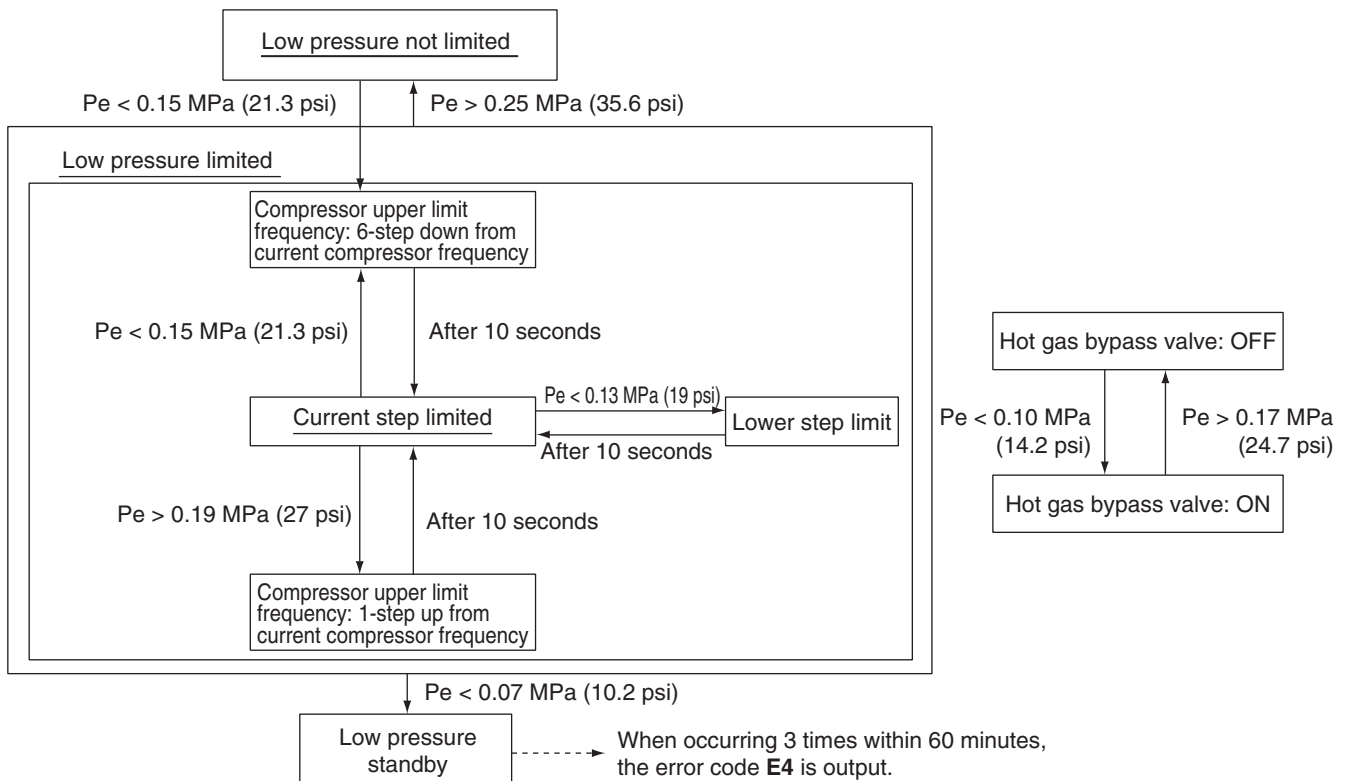 Low pressure not limited
Pe < 0.15 MPa (21.3 psi)
Pe > 0.25 MPa (35.6 psi)
Low pressure limited
Compressor upper limit
frequency: 6-step down from
current compressor frequency
Pe < 0.15 MPa (21.3 psi)
After 10 seconds
Current step limited
Pe < 0.13 MPa (19 psi)
After 10 seconds
Lower step limit
Pe > 0.19 MPa (27 psi)
After 10 seconds
Compressor upper limit
frequency: 1-step up from
current compressor frequency
Pe < 0.07 MPa (10.2 psi)
Low pressure
standby
When occurring 3 times within 60 minutes,
the error code E4 is output.
Hot gas bypass valve: OFF
Pe < 0.10 MPa
(14.2 psi)
Pe > 0.17 MPa
(24.7 psi)
Hot gas bypass valve: ON